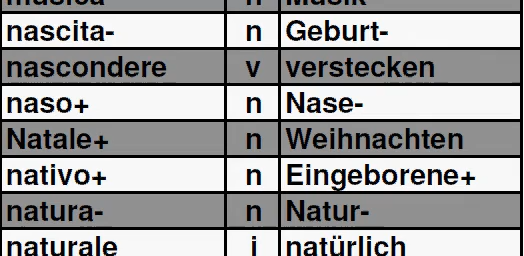 musica n Musik
nascita- n Geburt-
nascondere v verstecken
naso+ n Nase-
Natale+ n Weihnachten
nativo+ n Eingeborene+
natura- n Natur-
naturale j natürlich